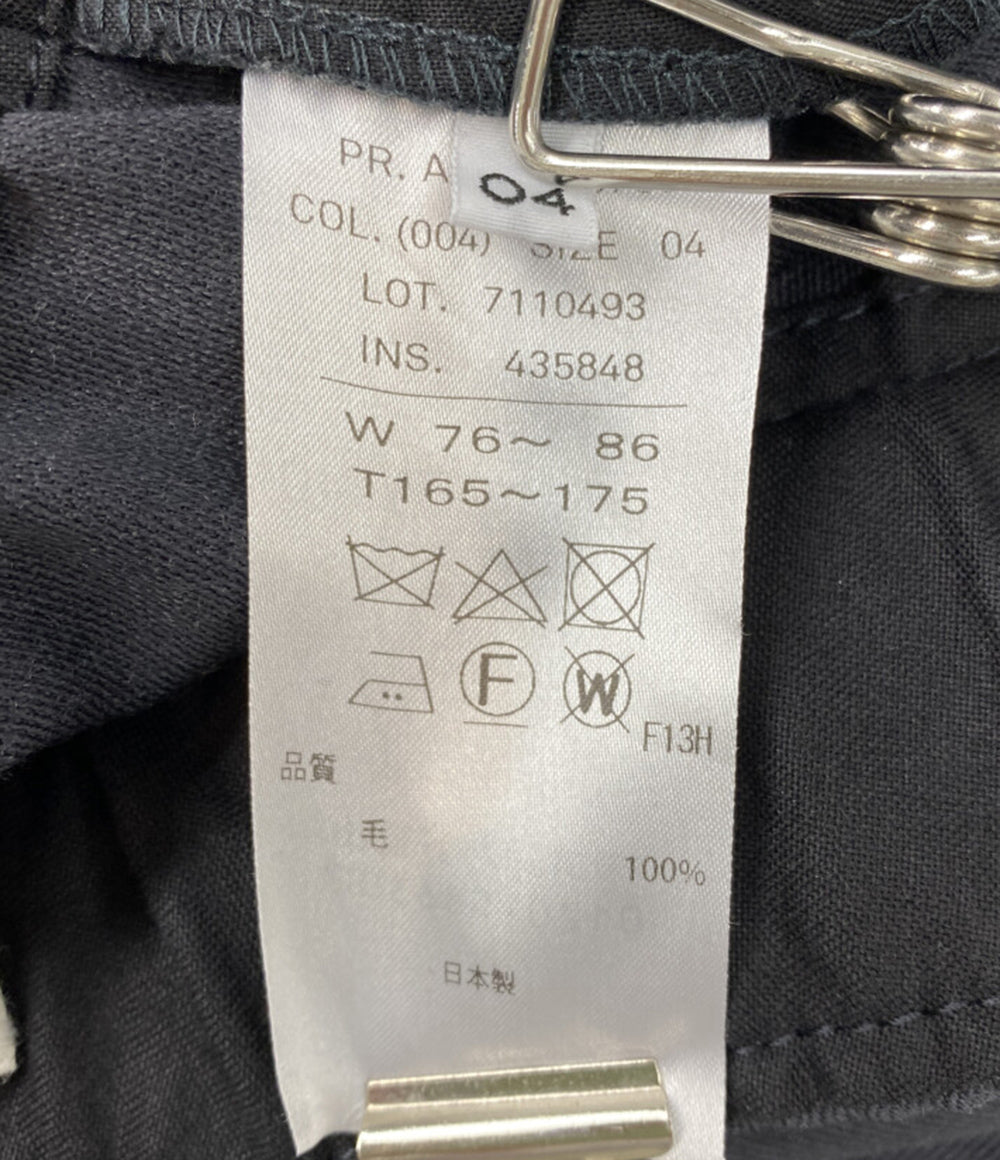 PR. A
04
COL. (004) SIZE 04
LOT. 7110493
INS. 435848
W 76～ 86
T165～175
F W
F13H
品質
毛
100%
日本製